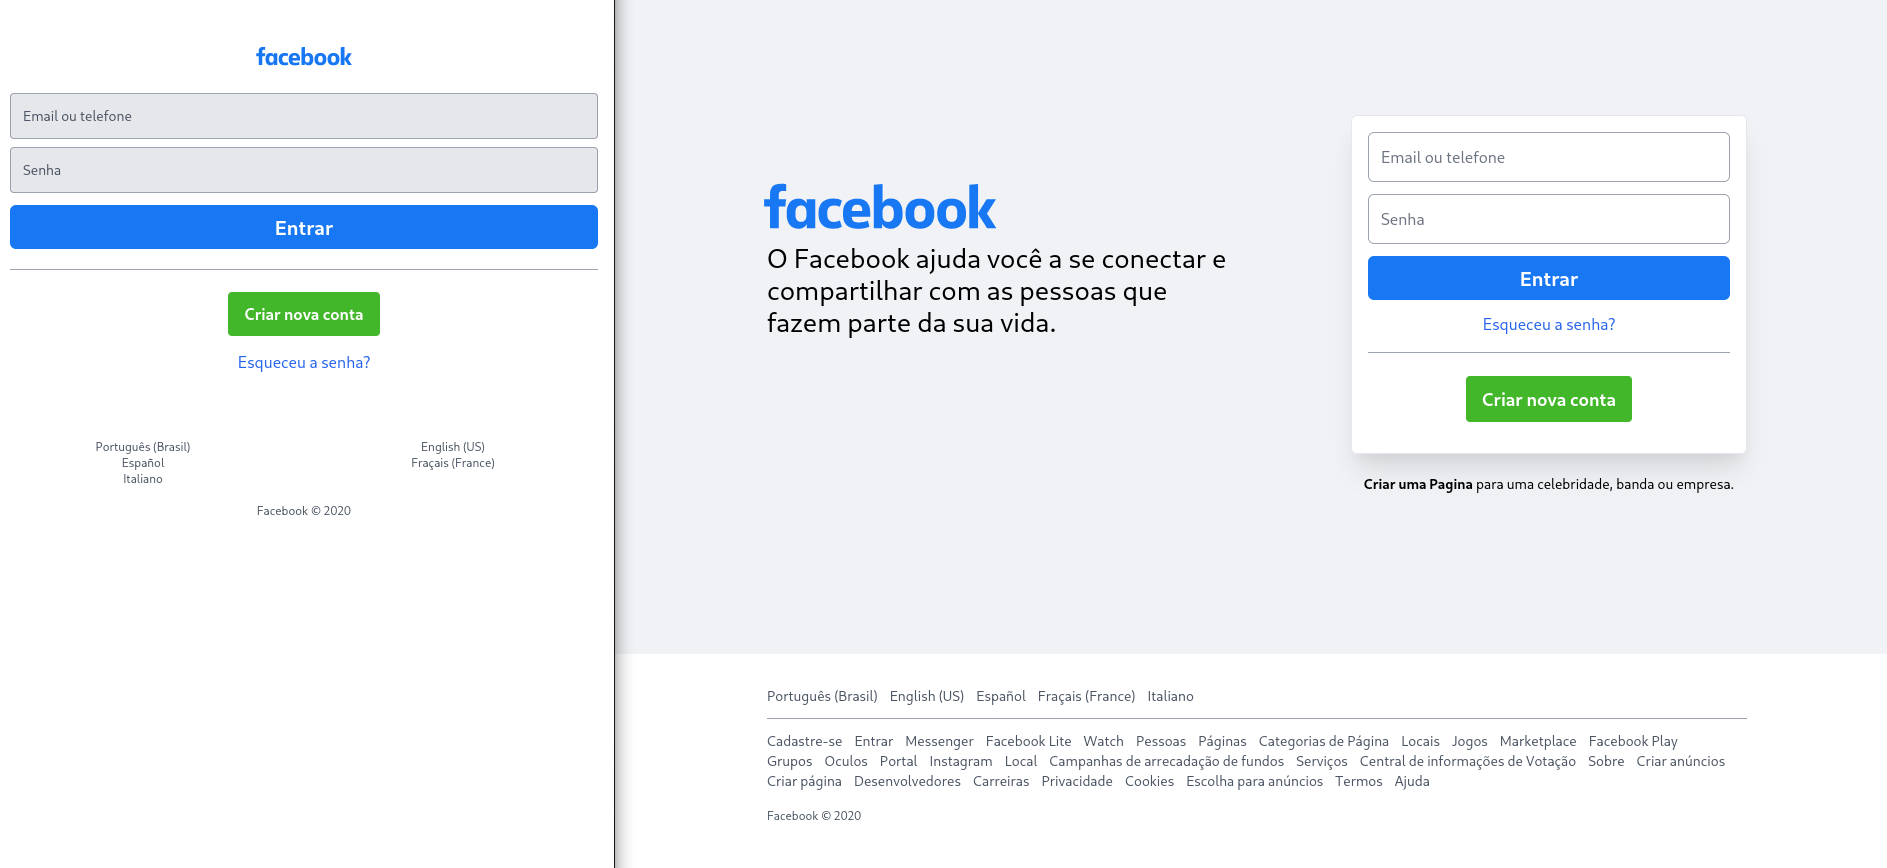 facebook
Email ou telefone
Senha
Entrar
Criar nova conta
Esqueceu a senha?
Português (Brasil)
Español
Italiano
English (US)
Fraçais (France)
Facebook © 2020
facebook
O Facebook ajuda você a se conectar e
compartilhar com as pessoas que
fazem parte da sua vida.
Email ou telefone
Senha
Entrar
Esqueceu a senha?
Criar nova conta
Criar uma Pagina para uma celebridade, banda ou empresa.
Português (Brasil) English (US) Español Fraçais (France) Italiano
Cadastre-se Entrar Messenger Facebook Lite Watch Pessoas Páginas Categorias de Página Locais Jogos Marketplace Facebook Play
Grupos Oculos Portal Instagram Local Campanhas de arrecadação de fundos Serviços Central de informações de Votação Sobre Criar anúncios
Criar página Desenvolvedores Carreiras Privacidade Cookies Escolha para anúncios Termos Ajuda
Facebook © 2020